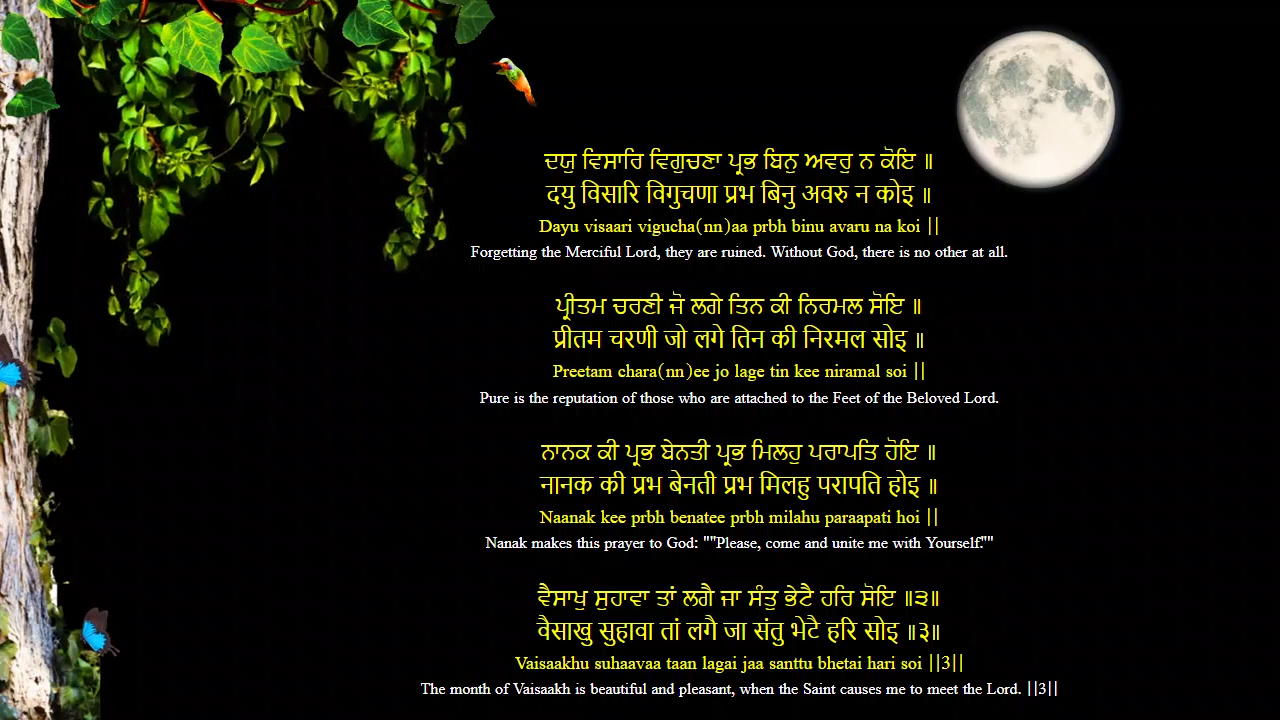 ਦਯੁ ਵਿਸਾਰਿ ਵਿਗੁਚਣਾ ਪ੍ਰਭ ਬਿਨੁ ਅਵਰੁ ਨ ਕੋਇ ॥
दयु विसारि विगुचणा प्रभ बिनु अवरु न कोइ ॥
Dayu visaari vigucha(nn)aa prbh binu avaru na koi ||
Forgetting the Merciful Lord, they are ruined. Without God, there is no other at all.
ਪ੍ਰੀਤਮ ਚਰਣੀ ਜੋ ਲਗੇ ਤਿਨ ਕੀ ਨਿਰਮਲ ਸੋਇ ॥
प्रीतम चरणी जो लगे तिन की निरमल सोइ ॥
Preetam chara(nn)ee jo lage tin kee niramal soi ||
Pure is the reputation of those who are attached to the Feet of the Beloved Lord.
ਨਾਨਕ ਕੀ ਪ੍ਰਭ ਬੇਨਤੀ ਪ੍ਰਭ ਮਿਲਹੁ ਪਰਾਪਤਿ ਹੋਇ ॥
नानक की प्रभ बेनती प्रभ मिलहु परापति होइ ॥
Naanak kee prbh benatee prbh milahu paraapati hoi ||
Nanak makes this prayer to God: ""Please, come and unite me with Yourself.""
ਵੈਸਾਖੁ ਸੁਹਾਵਾ ਤਾਂ ਲਗੈ ਜਾ ਸੰਤੁ ਭੇਟੈ ਹਰਿ ਸੋਇ ॥੩॥
वैसाखु सुहावा तां लगै जा संतु भेटै हरि सोइ ॥३॥
Vaisaakhu suhaavaa taan lagai jaa santtu bhetai hari soi ||3||
The month of Vaisaakh is beautiful and pleasant, when the Saint causes me to meet the Lord. ||3||